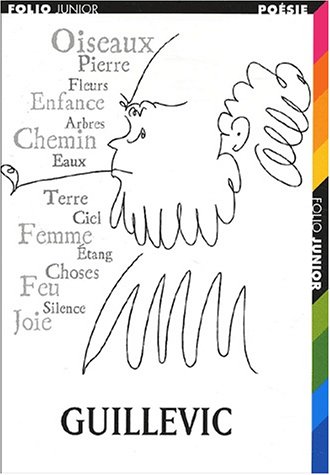 FOLIO JUNIOR
POÉSIE
Oiseaux
Pierre
Fleurs
Enfance
Arbres
Chemin
Eaux
Terre
Ciel
Femme
Étang
Choses
Feu
Silence
Joie
FOLIO JUNIOR
GUILLEVIC